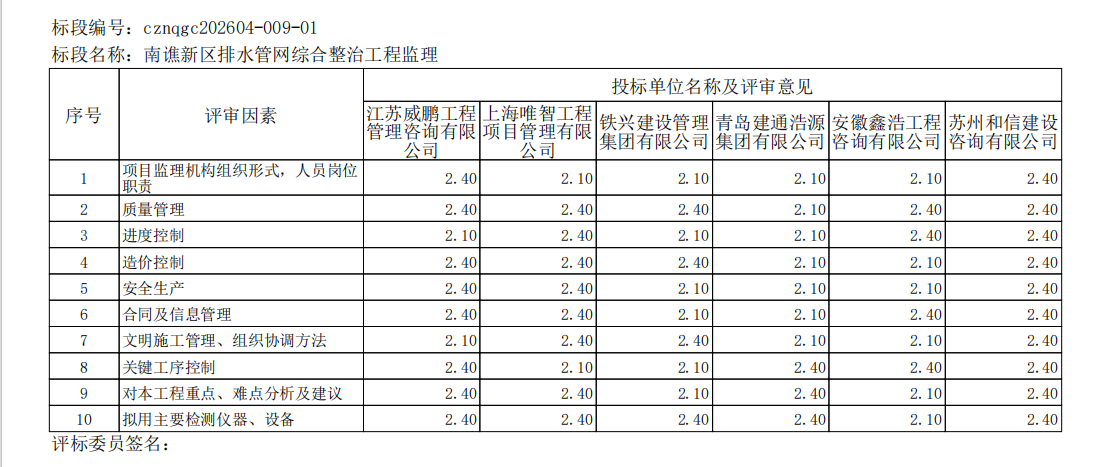 标段编号：cznqgc202604-009-01
标段名称：南谯新区排水管网综合整治工程监理
序号 评审因素 投标单位名称及评审意见
江苏威鹏工程管理咨询有限公司 上海唯智工程项目管理有限公司 铁兴建设管理集团有限公司 青岛建通浩源集团有限公司 安徽鑫浩工程咨询有限公司 苏州和信建设咨询有限公司
1 项目监理机构组织形式，人员岗位职责 2.40 2.10 2.10 2.10 2.10 2.40
2 质量管理 2.40 2.40 2.40 2.10 2.40 2.40
3 进度控制 2.10 2.40 2.10 2.10 2.40 2.40
4 造价控制 2.40 2.40 2.40 2.40 2.10 2.40
5 安全生产 2.40 2.40 2.10 2.10 2.10 2.40
6 合同及信息管理 2.40 2.40 2.10 2.10 2.40 2.40
7 文明施工管理、组织协调方法 2.10 2.40 2.40 2.40 2.10 2.40
8 关键工序控制 2.40 2.10 2.10 2.40 2.40 2.40
9 对本工程重点、难点分析及建议 2.40 2.40 2.10 2.40 2.10 2.40
10 拟用主要检测仪器、设备 2.40 2.40 2.40 2.40 2.10 2.40
评标委员签名：